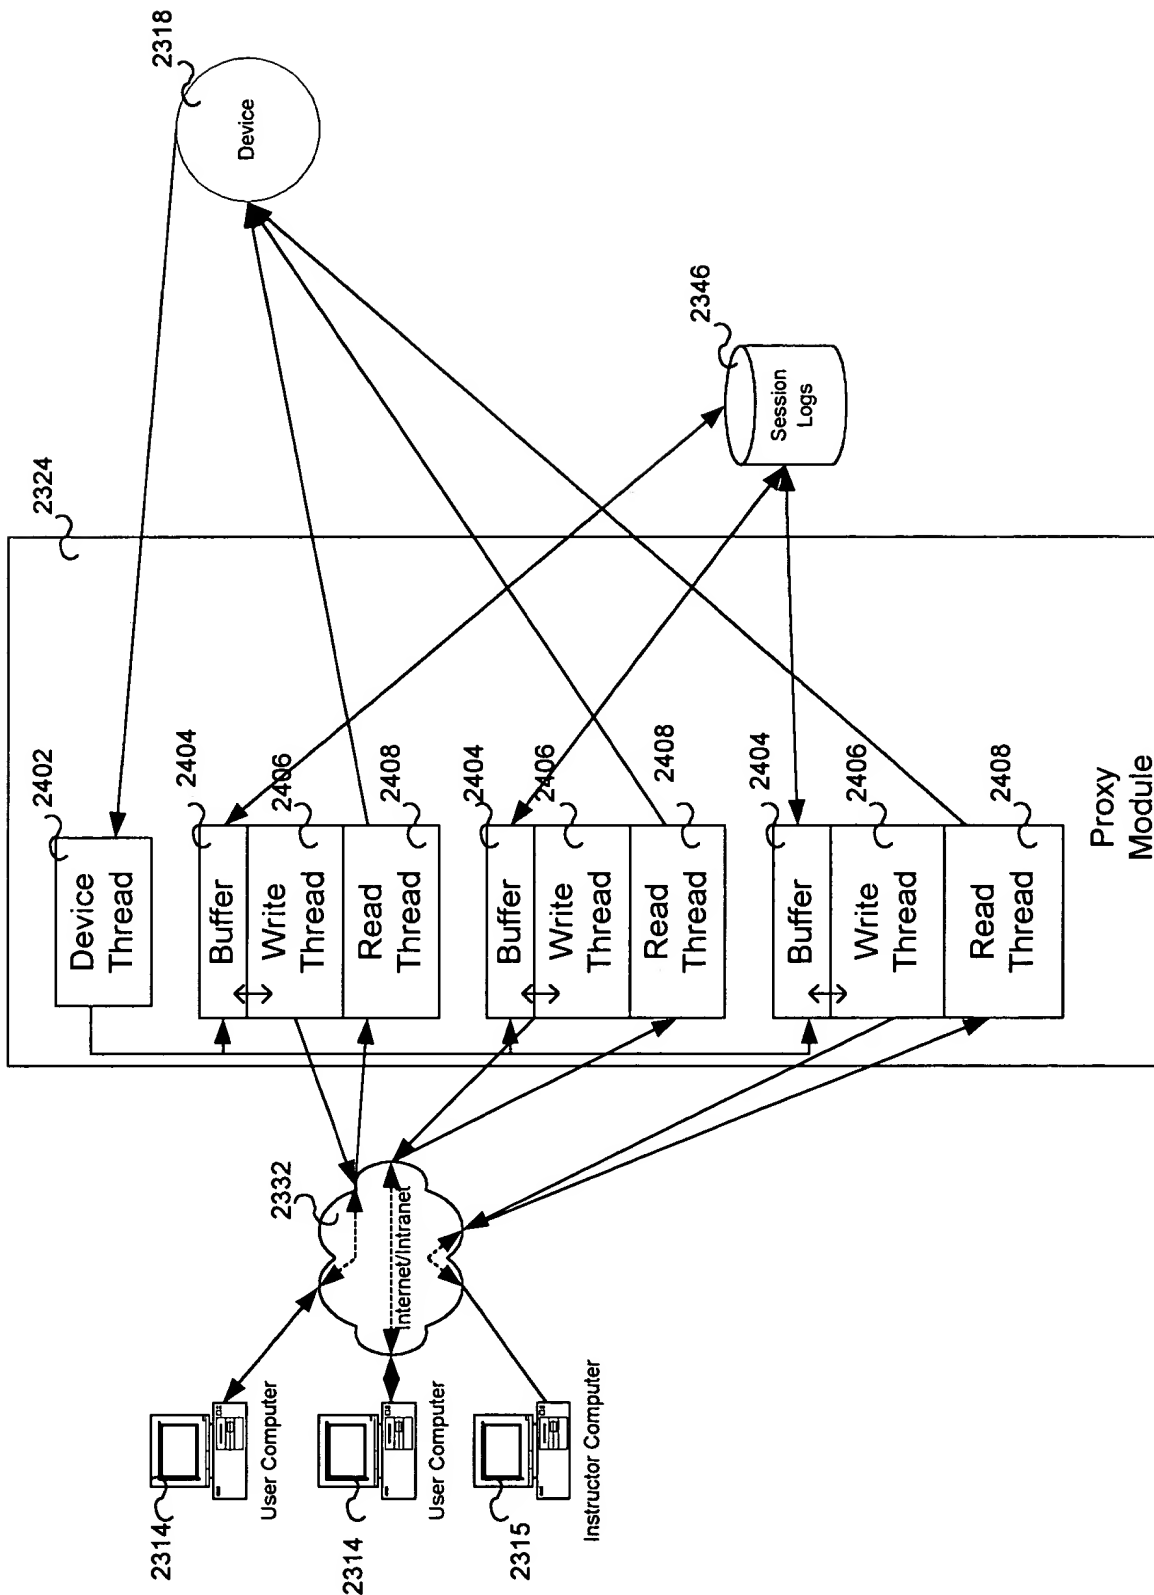 2318
Device
2346
Session
Logs
2324
2402
Device
Thread
2404
Buffer
2406
Write
Thread
2408
Read
Thread
2404
Buffer
2406
Write
Thread
2408
Read
Thread
2404
Buffer
2406
Write
Thread
2408
Read
Thread
Proxy
Module
2332
Internet/Intranet
2314
User Computer
2314
User Computer
2315
Instructor Computer